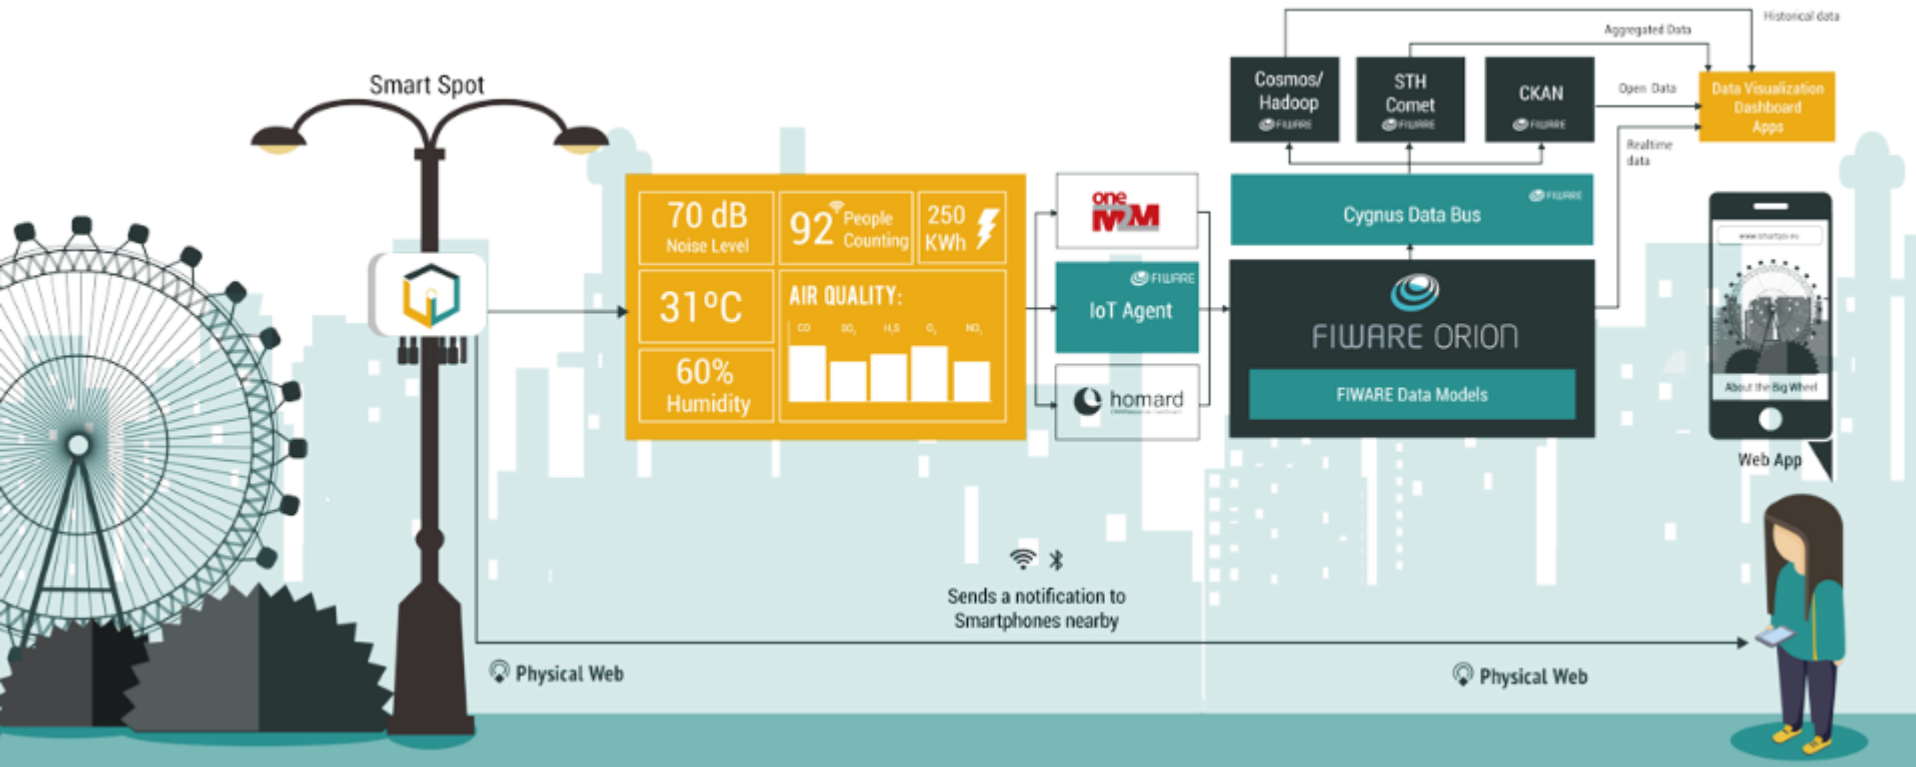 Historical data
Aggregated Data
Cosmos/
Hadoop
FIWARE
STH
Comet
FIWARE
CKAN
FIWARE
Open Data
Data Visualization
Dashboard
Apps
Realtime
data
Smart Spot
70 dB
Noise Level
92 People
Counting
250
KWh
31ºC
AIR QUALITY:
CO SO₂ H₂S O₃ NO₂
60%
Humidity
one
M2M
FIWARE
IoT Agent
homard
FIWARE
Cygnus Data Bus
FIWARE ORION
FIWARE Data Models
About the Big Wheel
Web App
Sends a notification to
Smartphones nearby
Physical Web
Physical Web